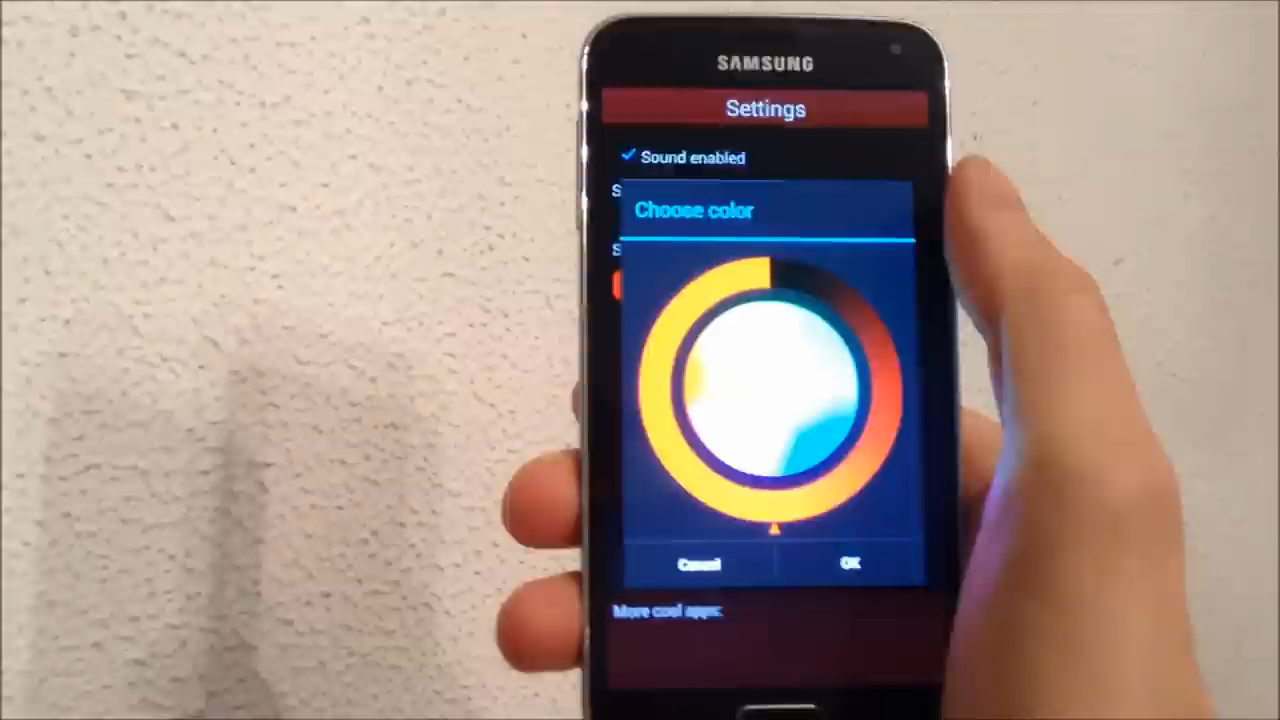 SAMSUNG
Settings
Sound enabled
S
Choose color
S
Cancel
OK
More cool apps: